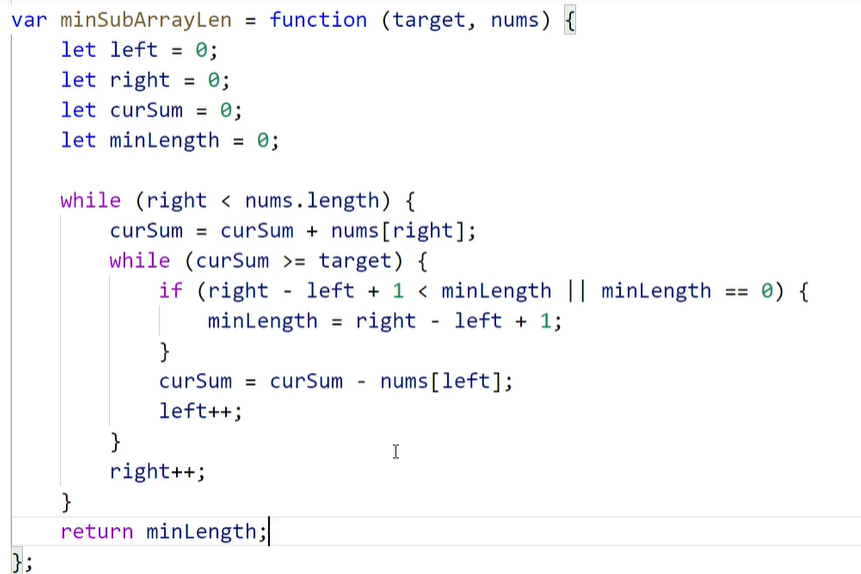 var minSubArrayLen = function (target, nums) {
    let left = 0;
    let right = 0;
    let curSum = 0;
    let minLength = 0;

    while (right < nums.length) {
        curSum = curSum + nums[right];
        while (curSum >= target) {
            if (right - left + 1 < minLength || minLength == 0) {
                minLength = right - left + 1;
            }
            curSum = curSum - nums[left];
            left++;
        }
        right++;
    }
    return minLength;
};